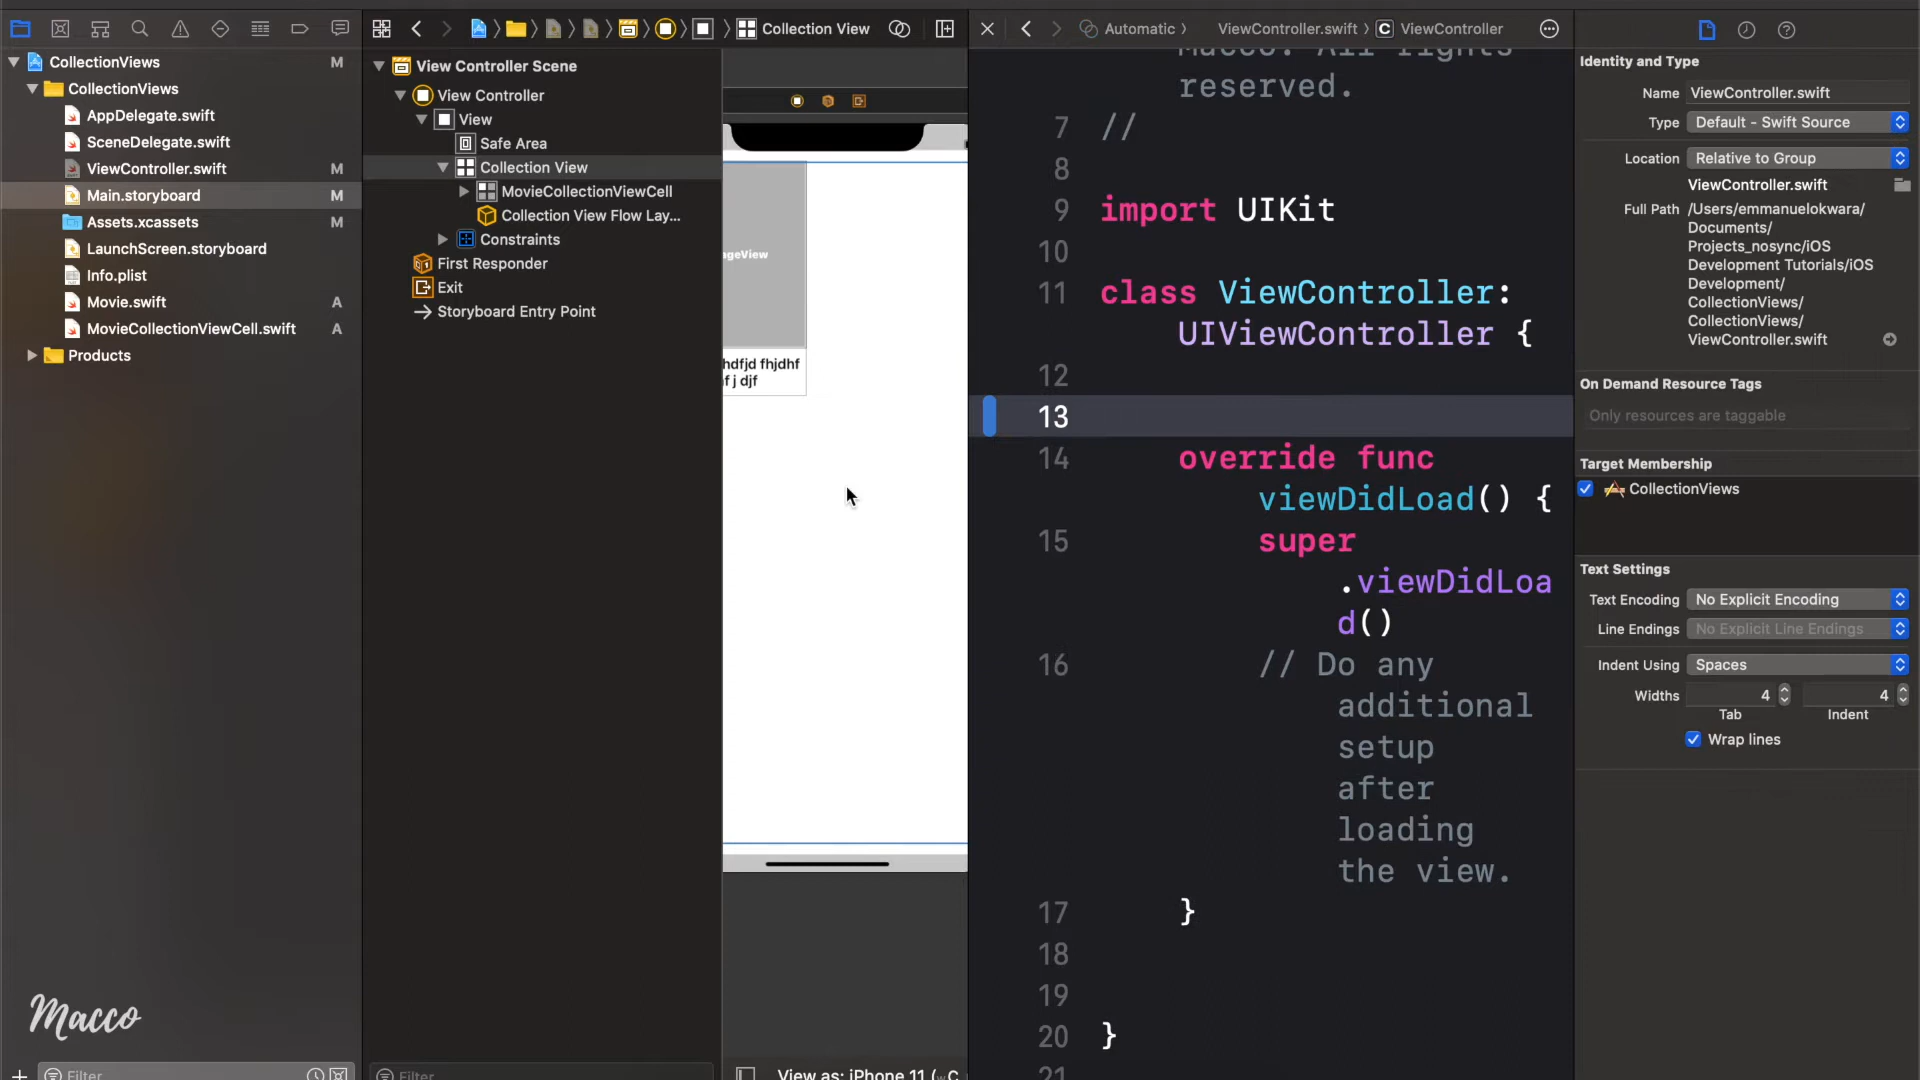 Collection View
Automatic
ViewController.swift
C ViewController
CollectionViews M
CollectionViews
AppDelegate.swift
SceneDelegate.swift
ViewController.swift M
Main.storyboard M
Assets.xcassets M
LaunchScreen.storyboard
Info.plist
Movie.swift A
MovieCollectionViewCell.swift A
Products
Macco
Filter
View Controller Scene
View Controller
View
Safe Area
Collection View
MovieCollectionViewCell
Collection View Flow Lay...
Constraints
First Responder
Exit
Storyboard Entry Point
Filter
ageView
hdfjd fhjdhf
f j djf
View as: iPhone 11 (wC
Macco. All rights
reserved.
7 //
8
9 import UIKit
10
11 class ViewController:
UIViewController {
12
13
14 override func
viewDidLoad() {
15 super
.viewDidLoa
d()
16 // Do any
additional
setup
after
loading
the view.
17 }
18
19
20 }
21
Identity and Type
Name ViewController.swift
Type Default - Swift Source
Location Relative to Group
ViewController.swift
Full Path /Users/emmanuelokwara/
Documents/
Projects_nosync/iOS
Development Tutorials/iOS
Development/
CollectionViews/
CollectionViews/
ViewController.swift
On Demand Resource Tags
Only resources are taggable
Target Membership
CollectionViews
Text Settings
Text Encoding No Explicit Encoding
Line Endings No Explicit Line Endings
Indent Using Spaces
Widths 4 4
Tab Indent
Wrap lines